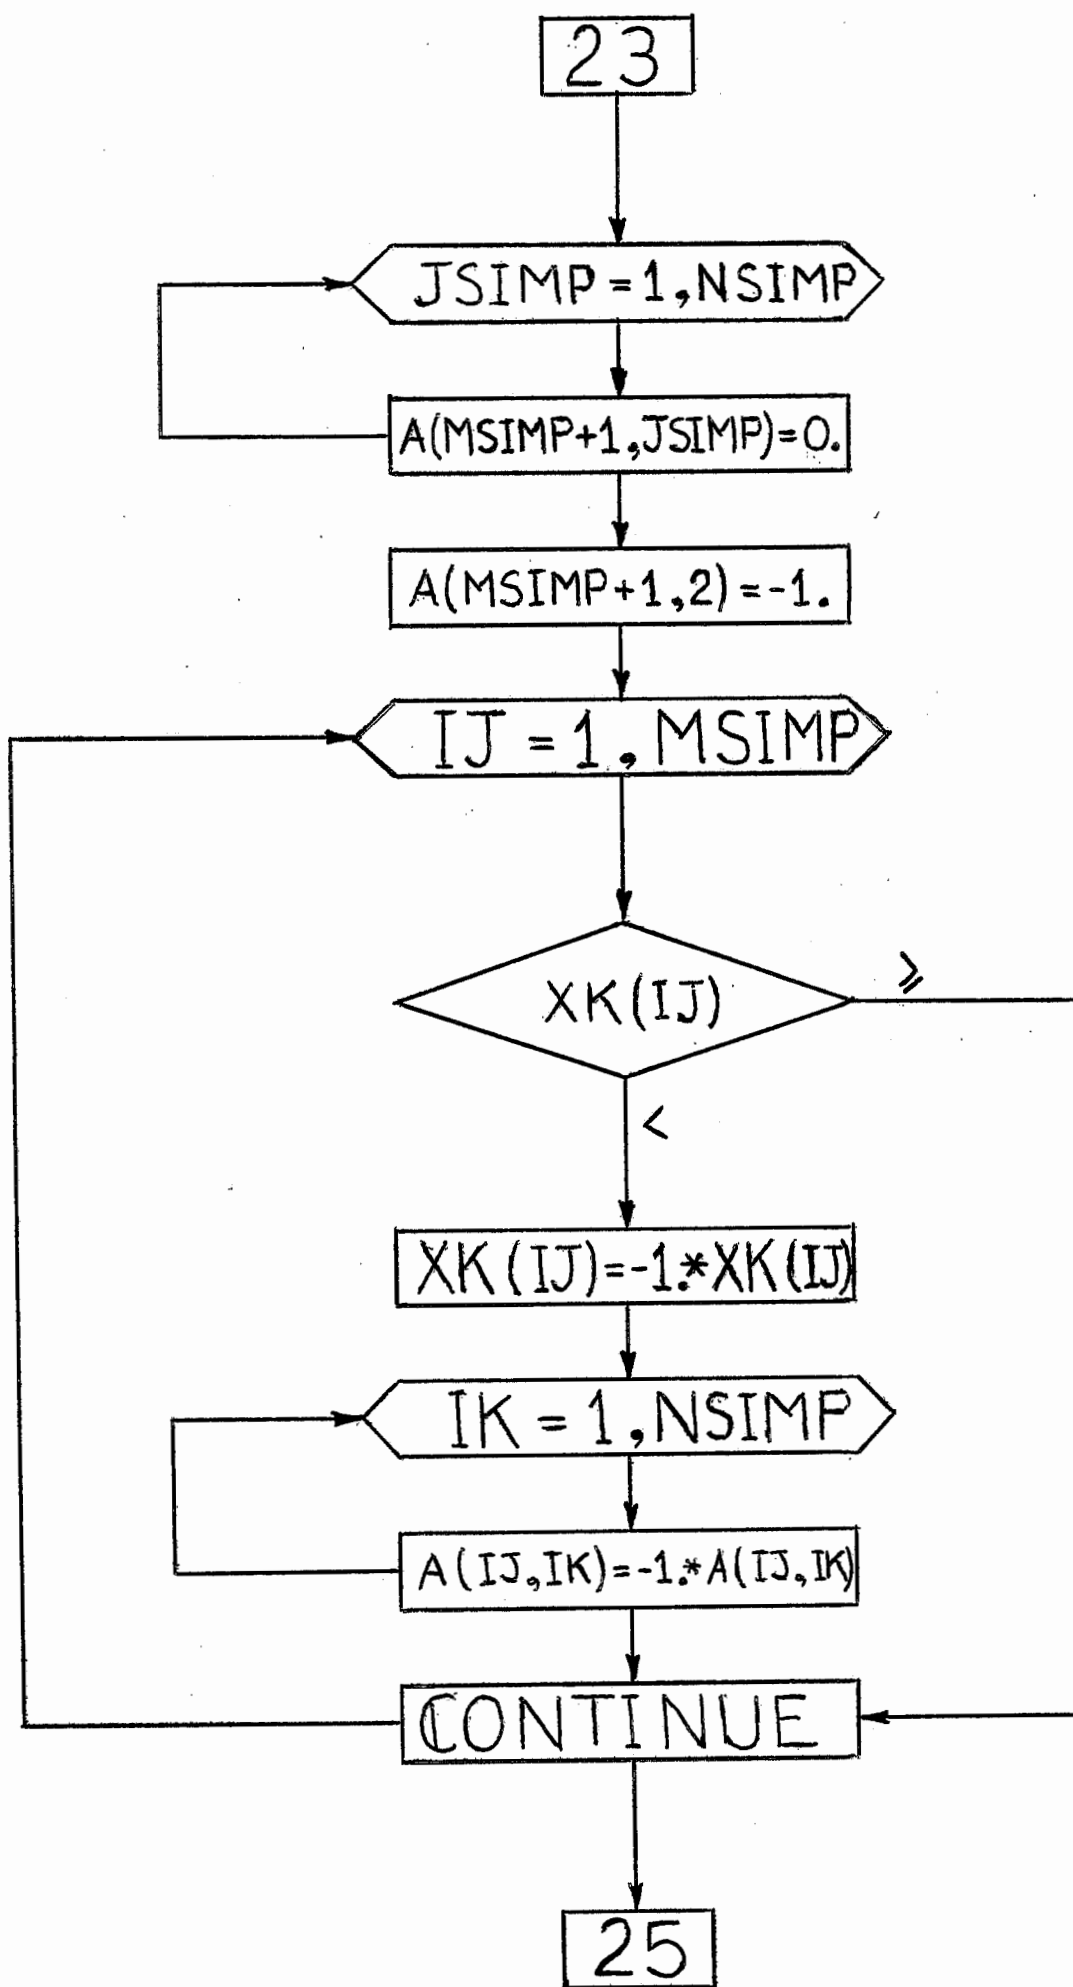 23
JSIMP=1,NSIMP
A(MSIMP+1,JSIMP)=0.
A(MSIMP+1,2)=-1.
IJ=1,MSIMP
XK(IJ)
≥
<
XK(IJ)=-1.*XK(IJ)
IK=1,NSIMP
A(IJ,IK)=-1.*A(IJ,IK)
CONTINUE
25